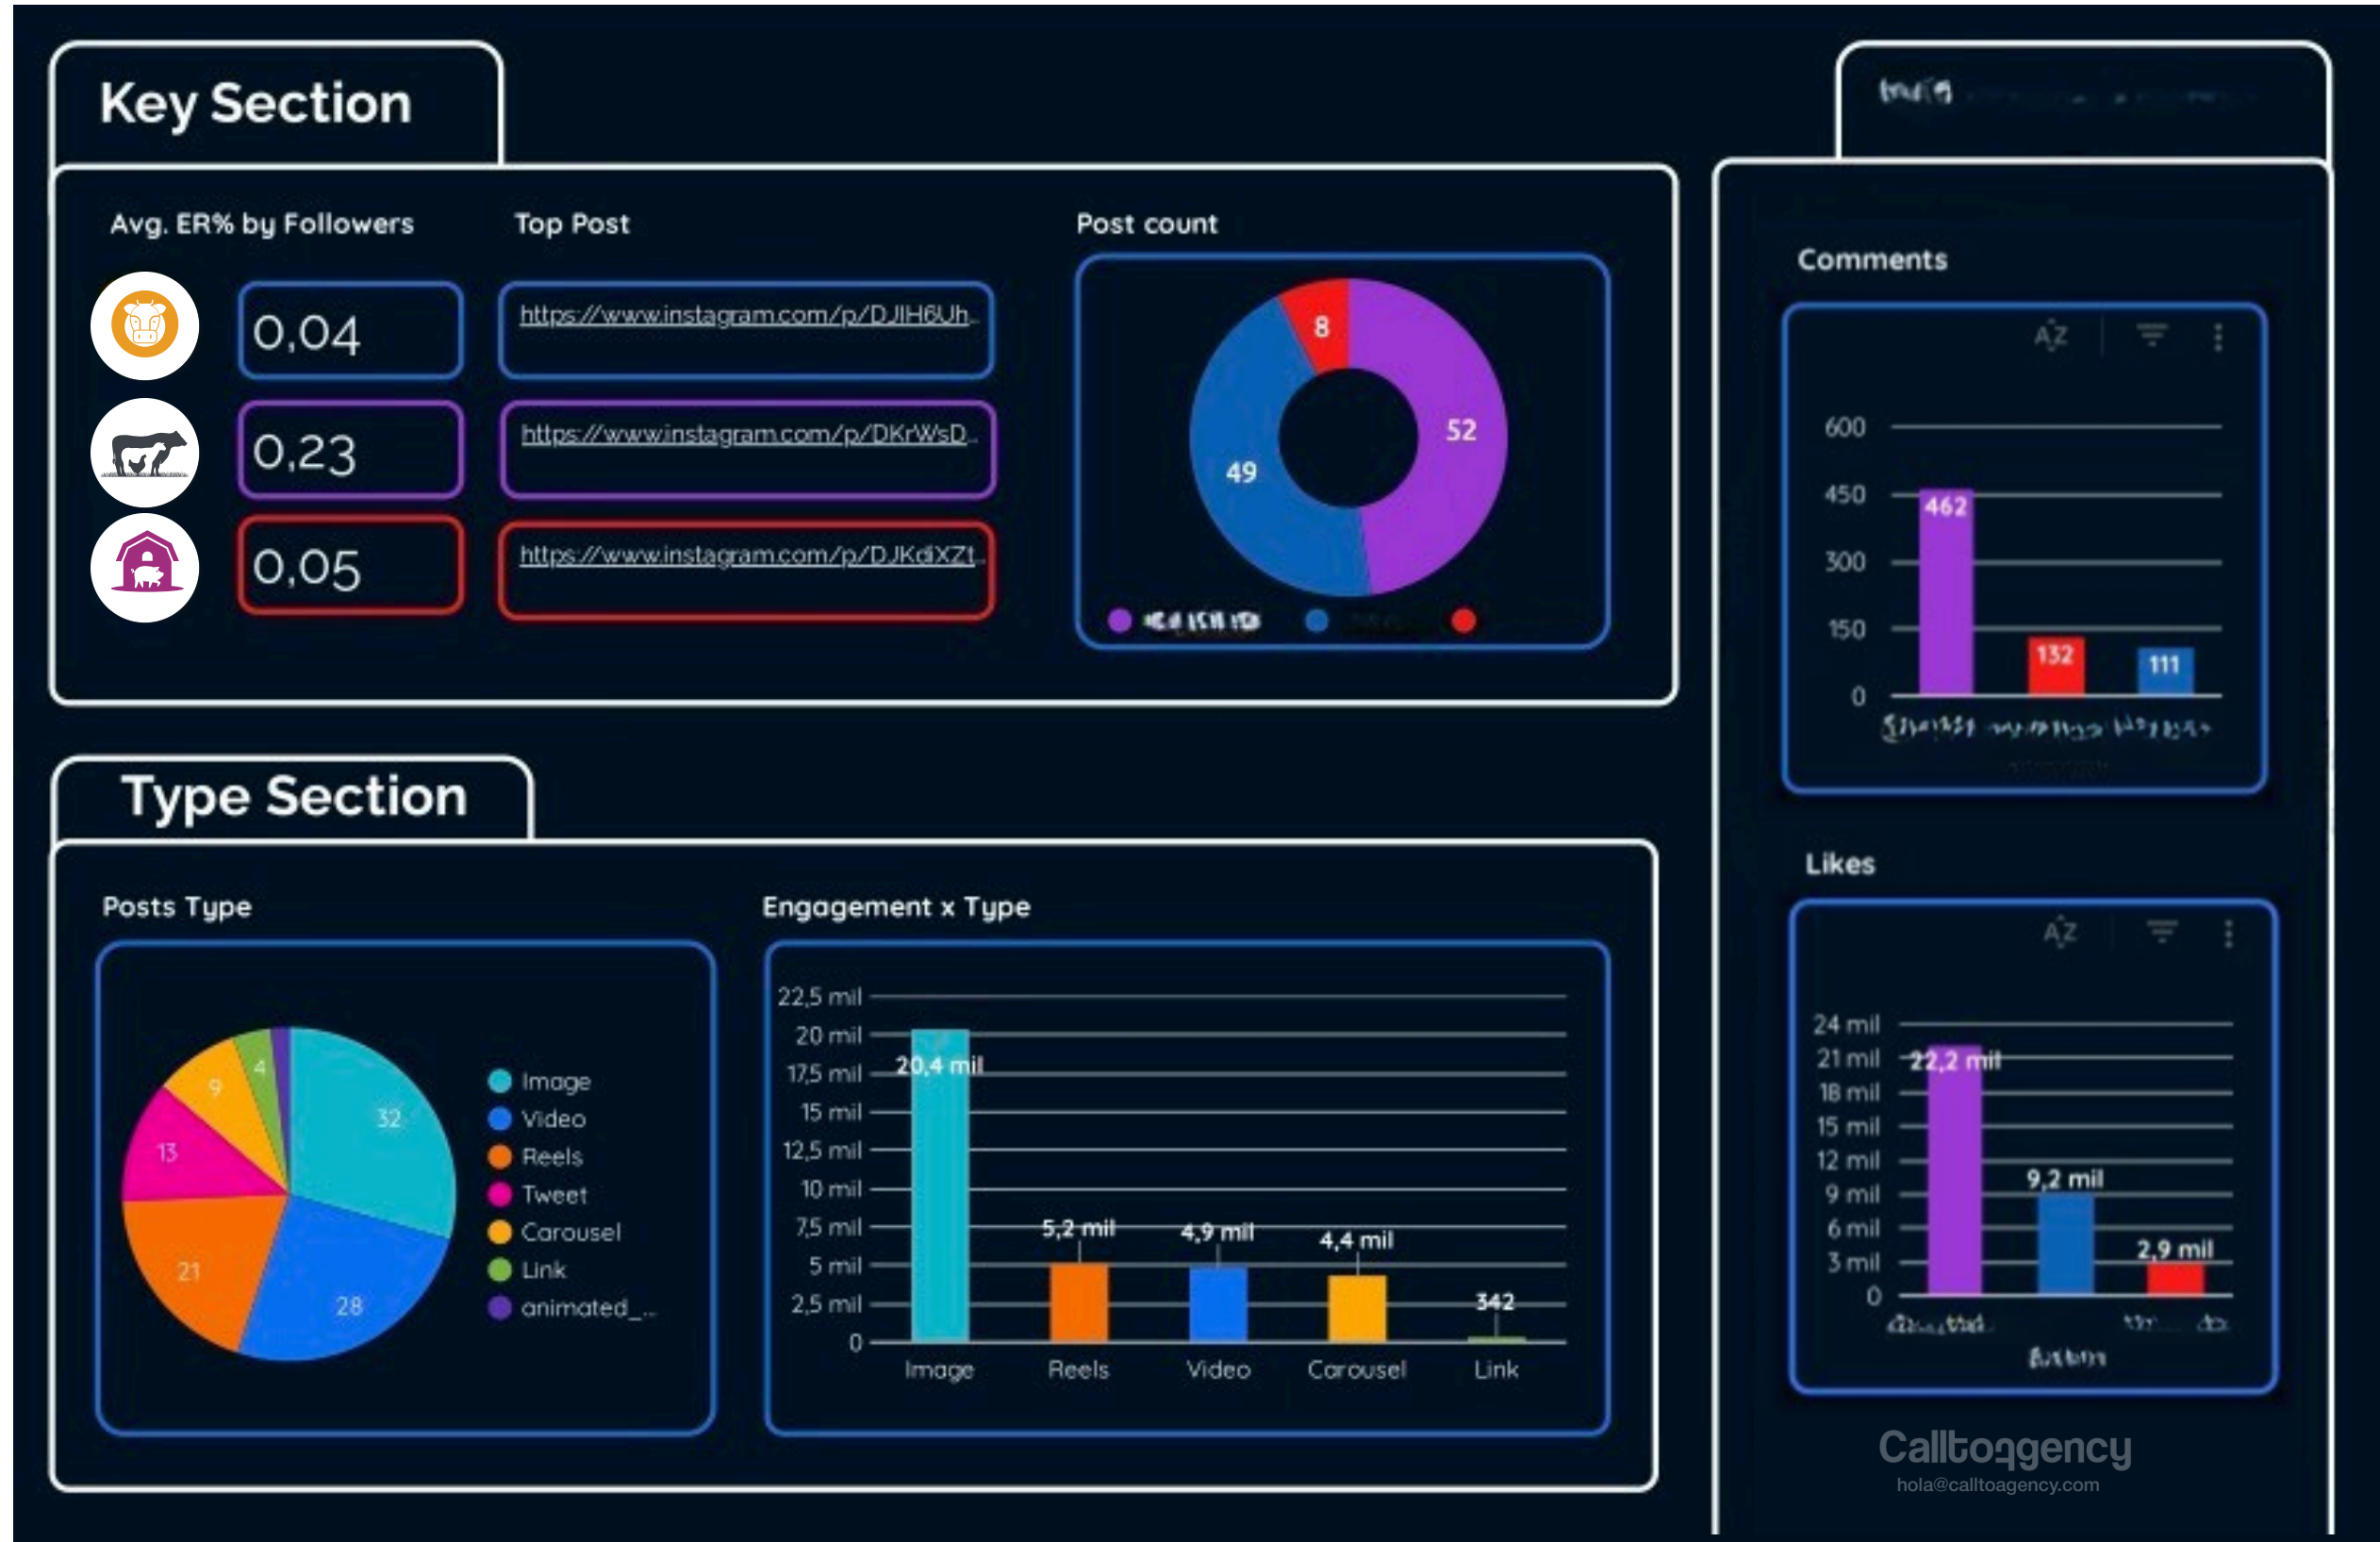 Key Section
Avg. ER% by Followers
Top Post
Post count
0,04
https://www.instagram.com/p/DJIH6Uh...
0,23
https://www.instagram.com/p/DKrWsD...
0,05
https://www.instagram.com/p/DJKdiXZt...
8
52
49
Type Section
Posts Type
32
28
21
13
9
4
Image
Video
Reels
Tweet
Carousel
Link
animated_...
Engagement x Type
22,5 mil
20 mil
17,5 mil
15 mil
12,5 mil
10 mil
7,5 mil
5 mil
2,5 mil
0
20,4 mil
5,2 mil
4,9 mil
4,4 mil
342
Image
Reels
Video
Carousel
Link
Comments
AZ
600
450
300
150
0
462
132
111
Likes
AZ
24 mil
21 mil
18 mil
15 mil
12 mil
9 mil
6 mil
3 mil
0
22,2 mil
9,2 mil
2,9 mil
Calltoagency
hola@calltoagency.com